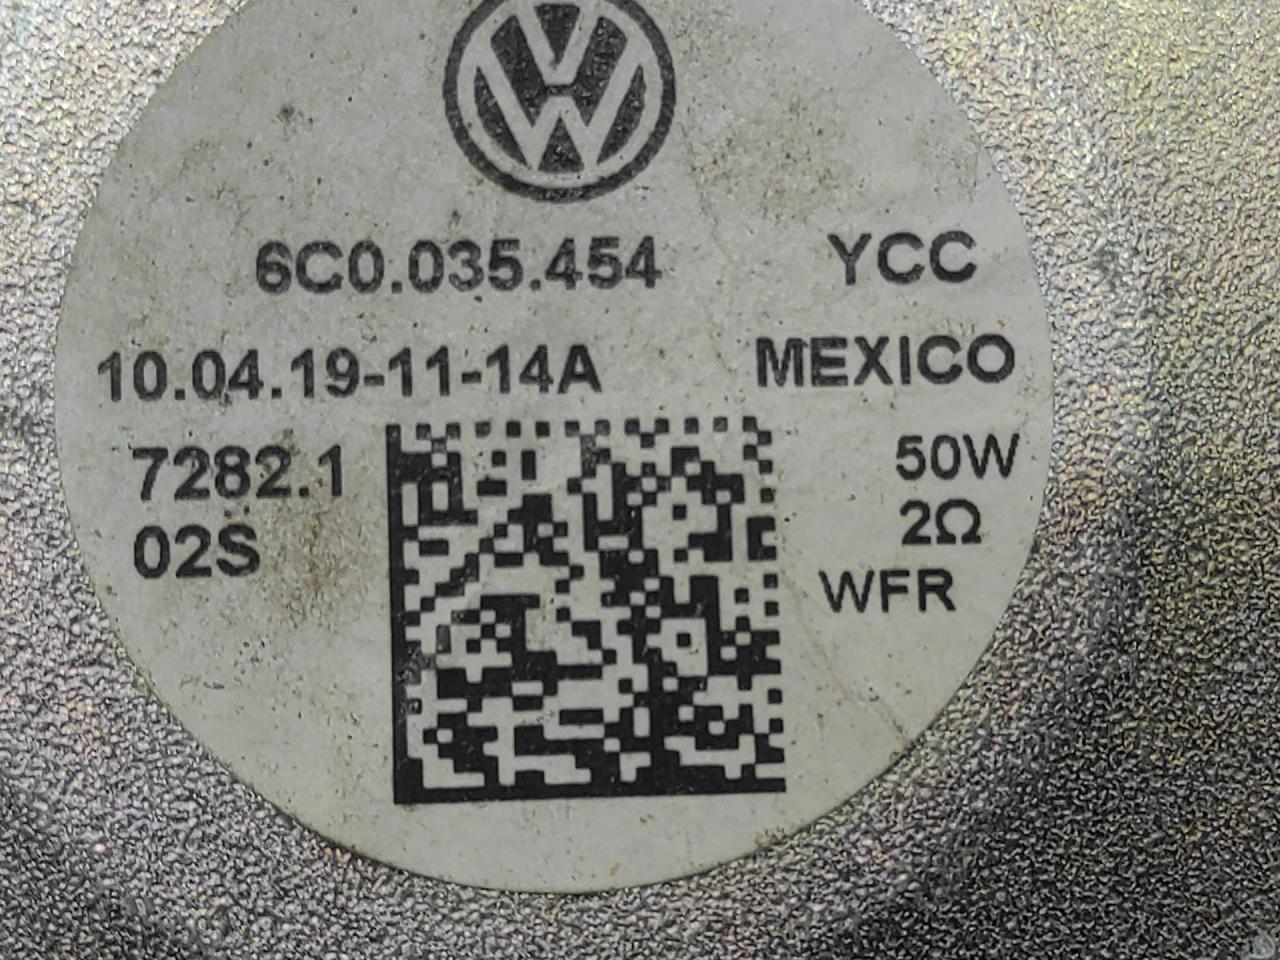 6C0.035.454 YCC
10.04.19-11-14A MEXICO
7282.1 50W
02S 2Ω
WFR